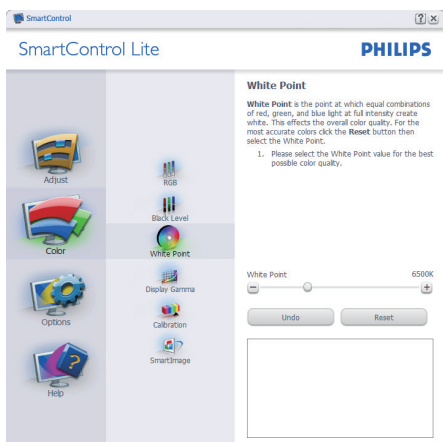 SmartControl
SmartControl Lite
PHILIPS
Adjust
Color
Options
Help
RGB
Black Level
White Point
Display Gamma
Calibration
SmartImage
White Point
White Point is the point at which equal combinations
of red, green, and blue light at full intensity create
white. This effects the overall color quality. For the
most accurate colors click the Reset button then
select the White Point.
1. Please select the White Point value for the best
possible color quality.
White Point 6500K
Undo Reset